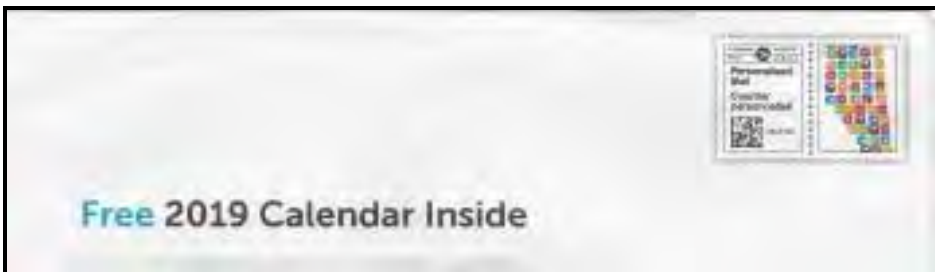 Personalized
Mail
Courrier
personnalisé
Free 2019 Calendar Inside